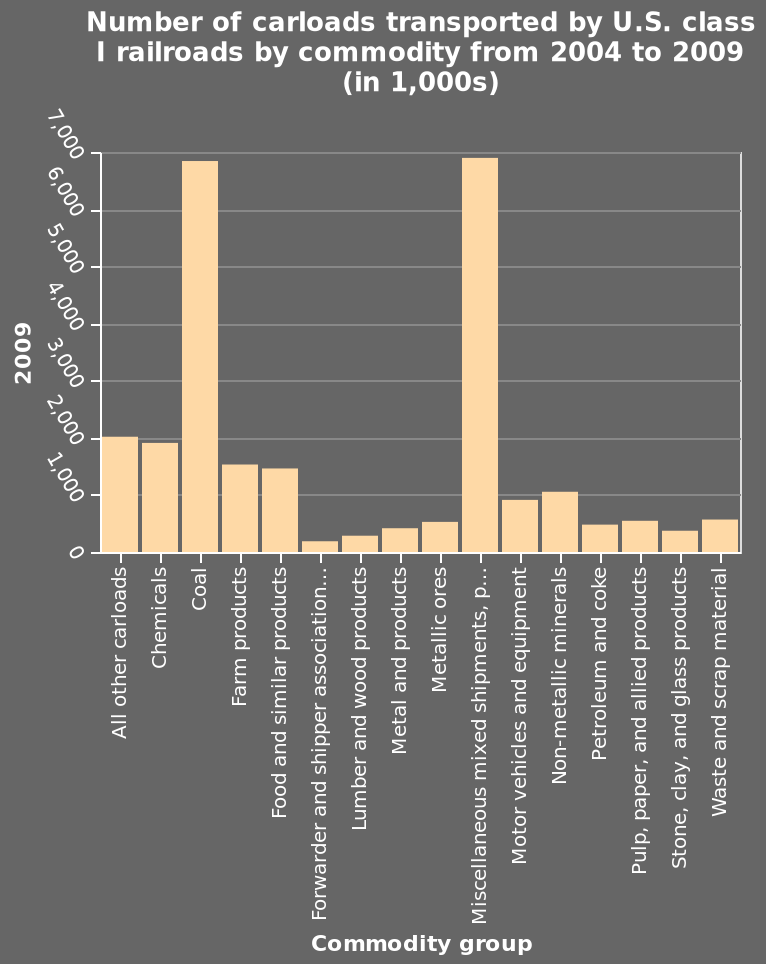 Number of carloads transported by U.S. class
I railroads by commodity from 2004 to 2009
(in 1,000s)
7,000
6,000
5,000
4,000
3,000
2,000
1,000
0
2009
All other carloads
Chemicals
Coal
Farm products
Food and similar products
Forwarder and shipper association...
Lumber and wood products
Metal and products
Metallic ores
Miscellaneous mixed shipments, p...
Motor vehicles and equipment
Non-metallic minerals
Petroleum and coke
Pulp, paper, and allied products
Stone, clay, and glass products
Waste and scrap material
Commodity group